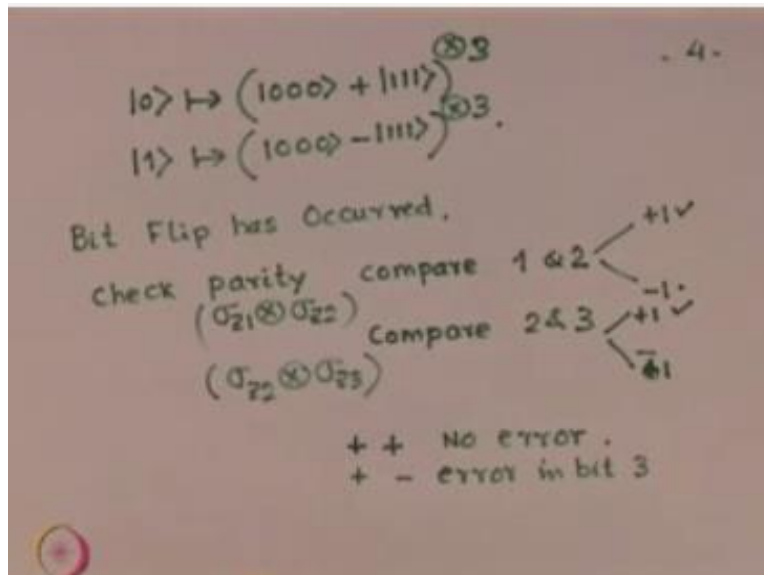 - 4 -
|0⟩ ↦ (|000⟩ + |111⟩)⊗3
|1⟩ ↦ (|000⟩ - |111⟩)⊗3.
Bit Flip has Occurred.
Check parity compare 1 & 2 +1 ✓
-1.
(σz1 ⊗ σz2) Compare 2 & 3 +1 ✓
-1
(σz2 ⊗ σz3)
+ + No error.
+ - error in bit 3